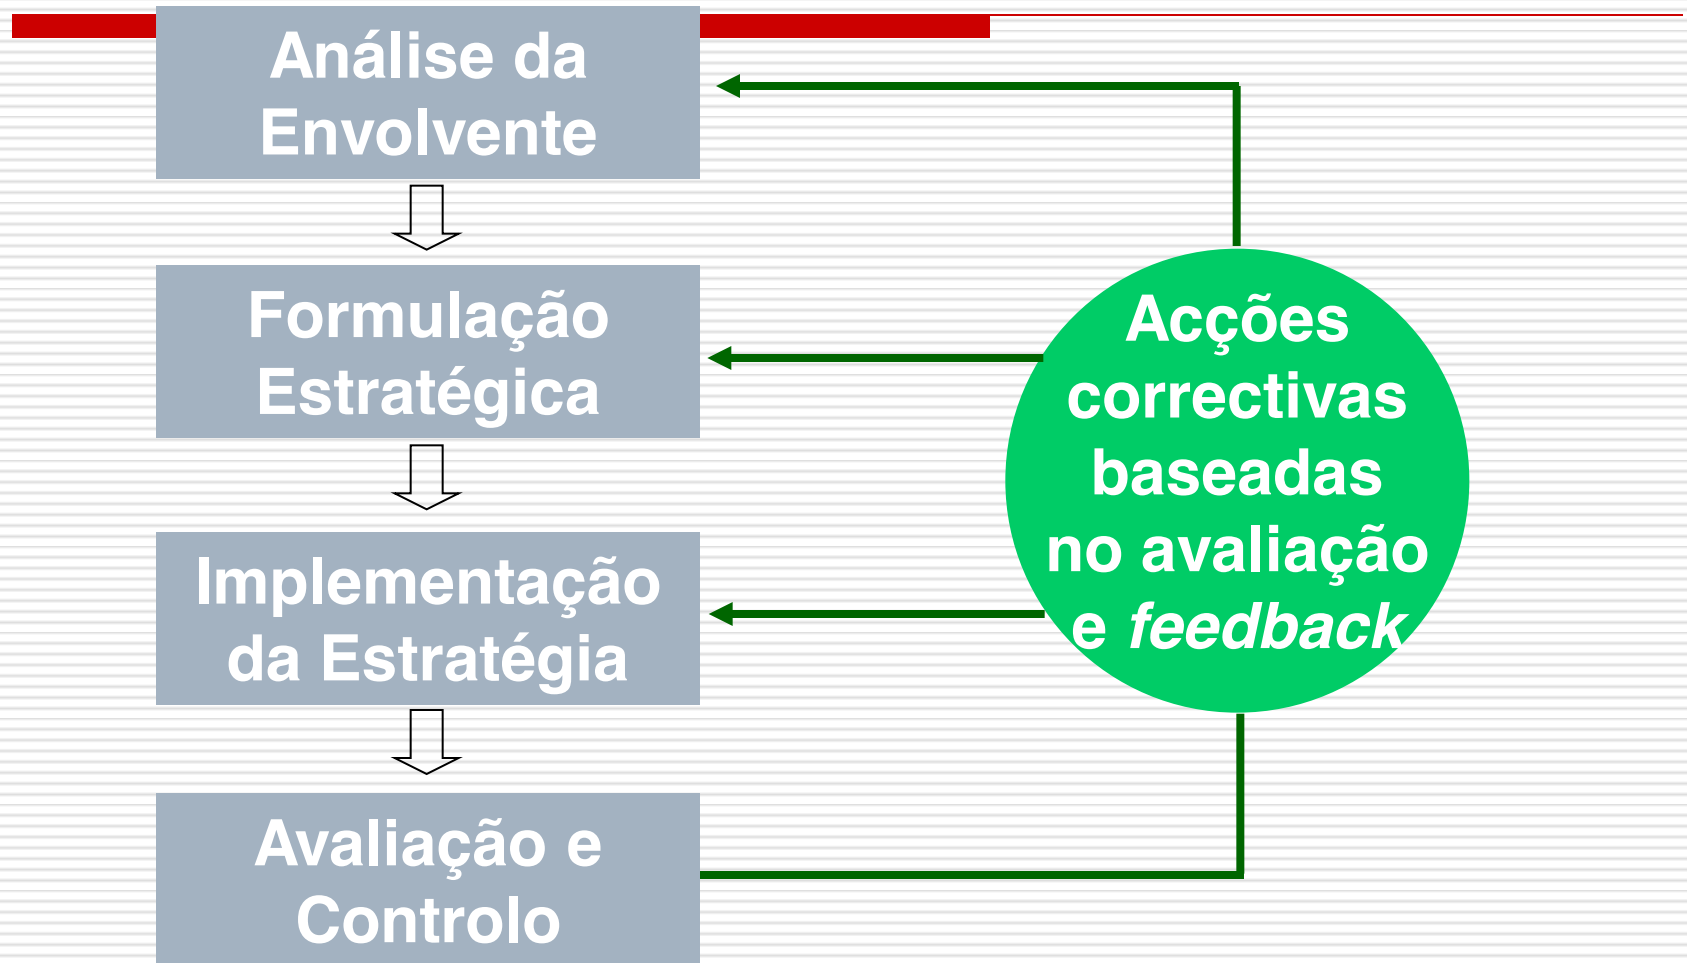 Análise da
Envolvente
Formulação
Estratégica
Implementação
da Estratégia
Avaliação e
Controlo
Acções
correctivas
baseadas
no avaliação
e feedback